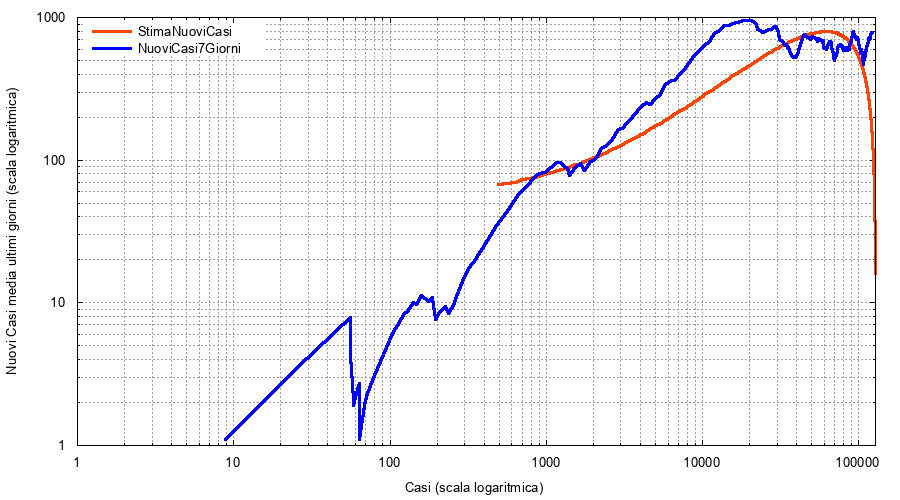 StimaNuoviCasi
NuoviCasi7Giorni
Nuovi Casi media ultimi giorni (scala logaritmica)
1000
100
10
1
1 10 100 1000 10000 100000
Casi (scala logaritmica)